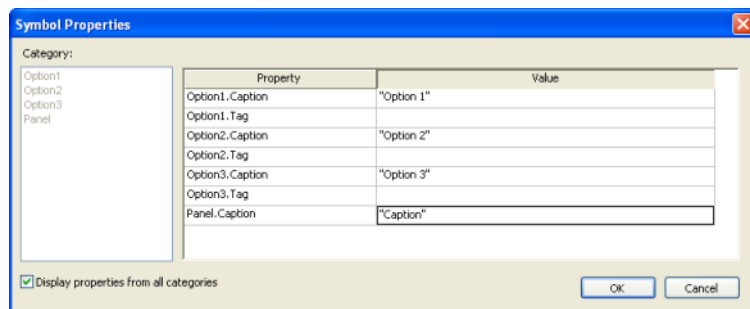 Symbol Properties
Category:
Option1
Option2
Option3
Panel
Property Value
Option1.Caption "Option 1"
Option1.Tag
Option2.Caption "Option 2"
Option2.Tag
Option3.Caption "Option 3"
Option3.Tag
Panel.Caption "Caption"
Display properties from all categories
OK Cancel